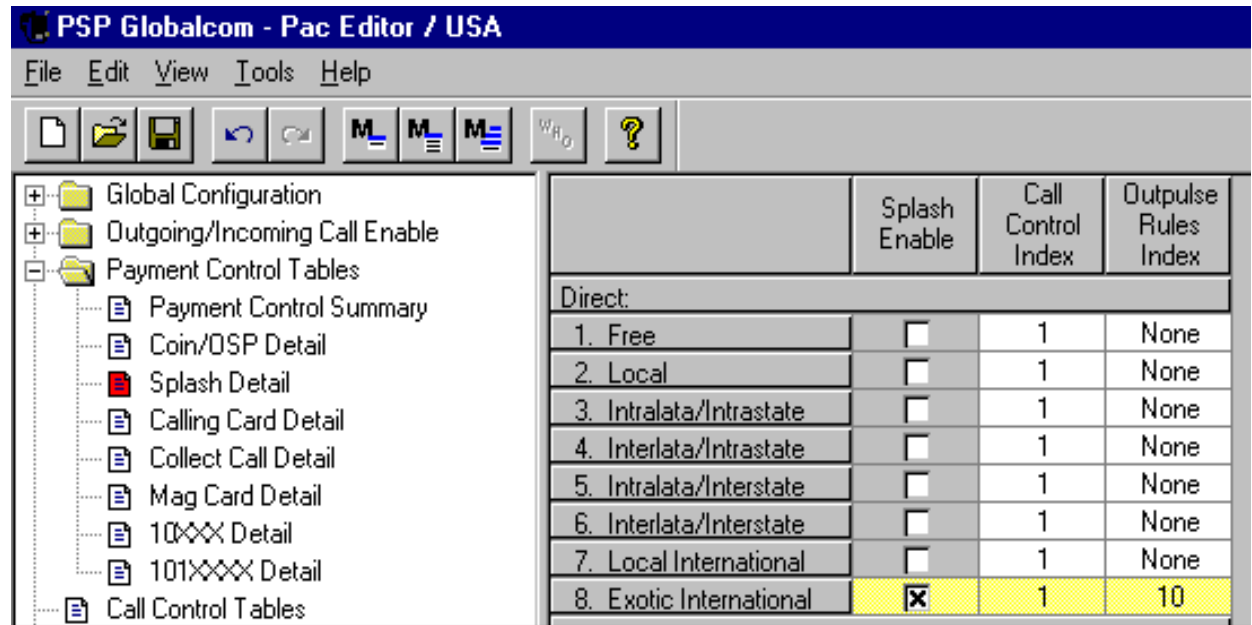 PSP Globalcom - Pac Editor / USA
File Edit View Tools Help
M M M WHO ?
Global Configuration
Outgoing/Incoming Call Enable
Payment Control Tables
Payment Control Summary
Coin/OSP Detail
Splash Detail
Calling Card Detail
Collect Call Detail
Mag Card Detail
10XXX Detail
101XXXX Detail
Call Control Tables
Splash Enable
Call Control Index
Outpulse Rules Index
Direct:
1. Free 1 None
2. Local 1 None
3. Intralata/Intrastate 1 None
4. Interlata/Intrastate 1 None
5. Intralata/Interstate 1 None
6. Interlata/Interstate 1 None
7. Local International 1 None
8. Exotic International 1 10